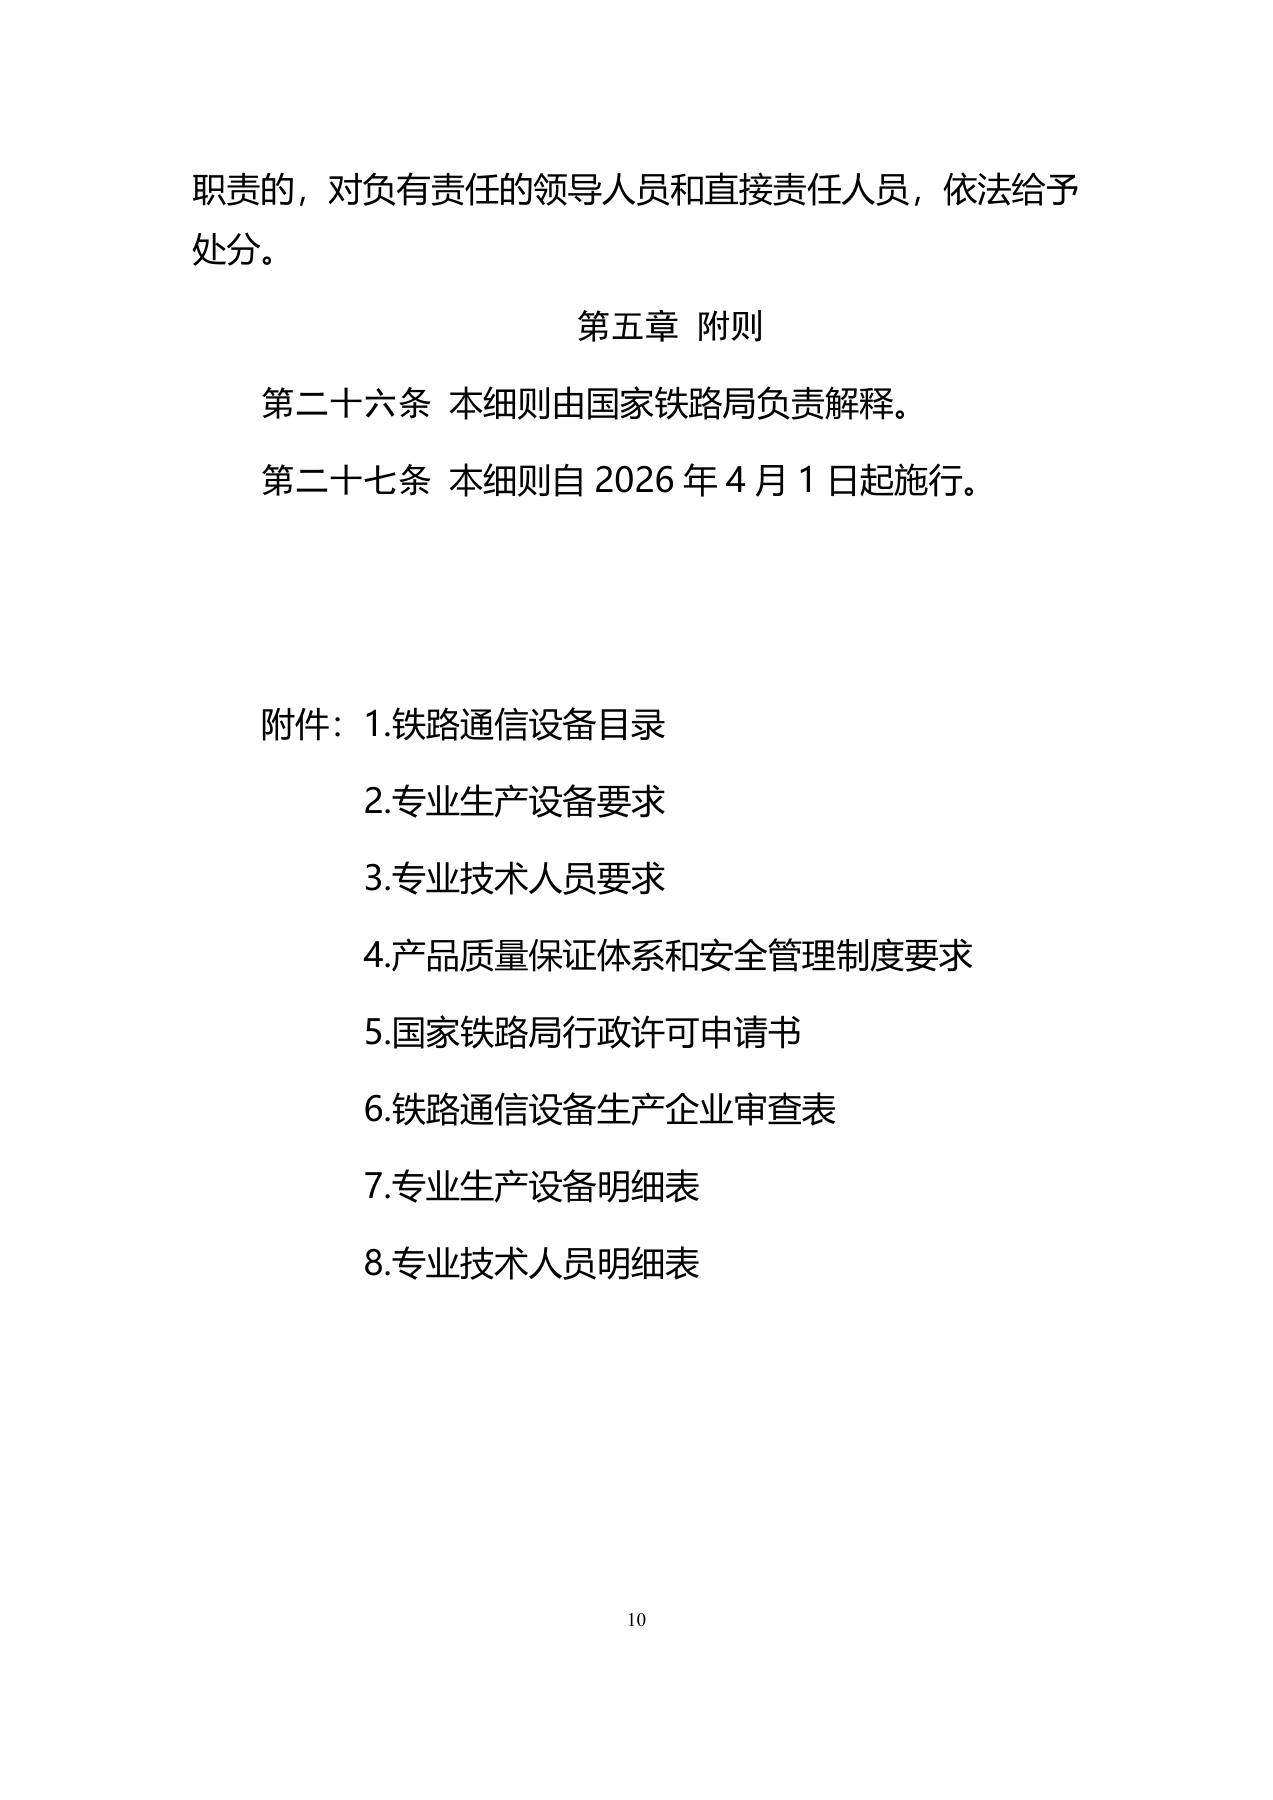 职责的，对负有责任的领导人员和直接责任人员，依法给予
处分。
第五章 附则
第二十六条 本细则由国家铁路局负责解释。
第二十七条 本细则自 2026 年 4 月 1 日起施行。
附件：1.铁路通信设备目录
2.专业生产设备要求
3.专业技术人员要求
4.产品质量保证体系和安全管理制度要求
5.国家铁路局行政许可申请书
6.铁路通信设备生产企业审查表
7.专业生产设备明细表
8.专业技术人员明细表
10